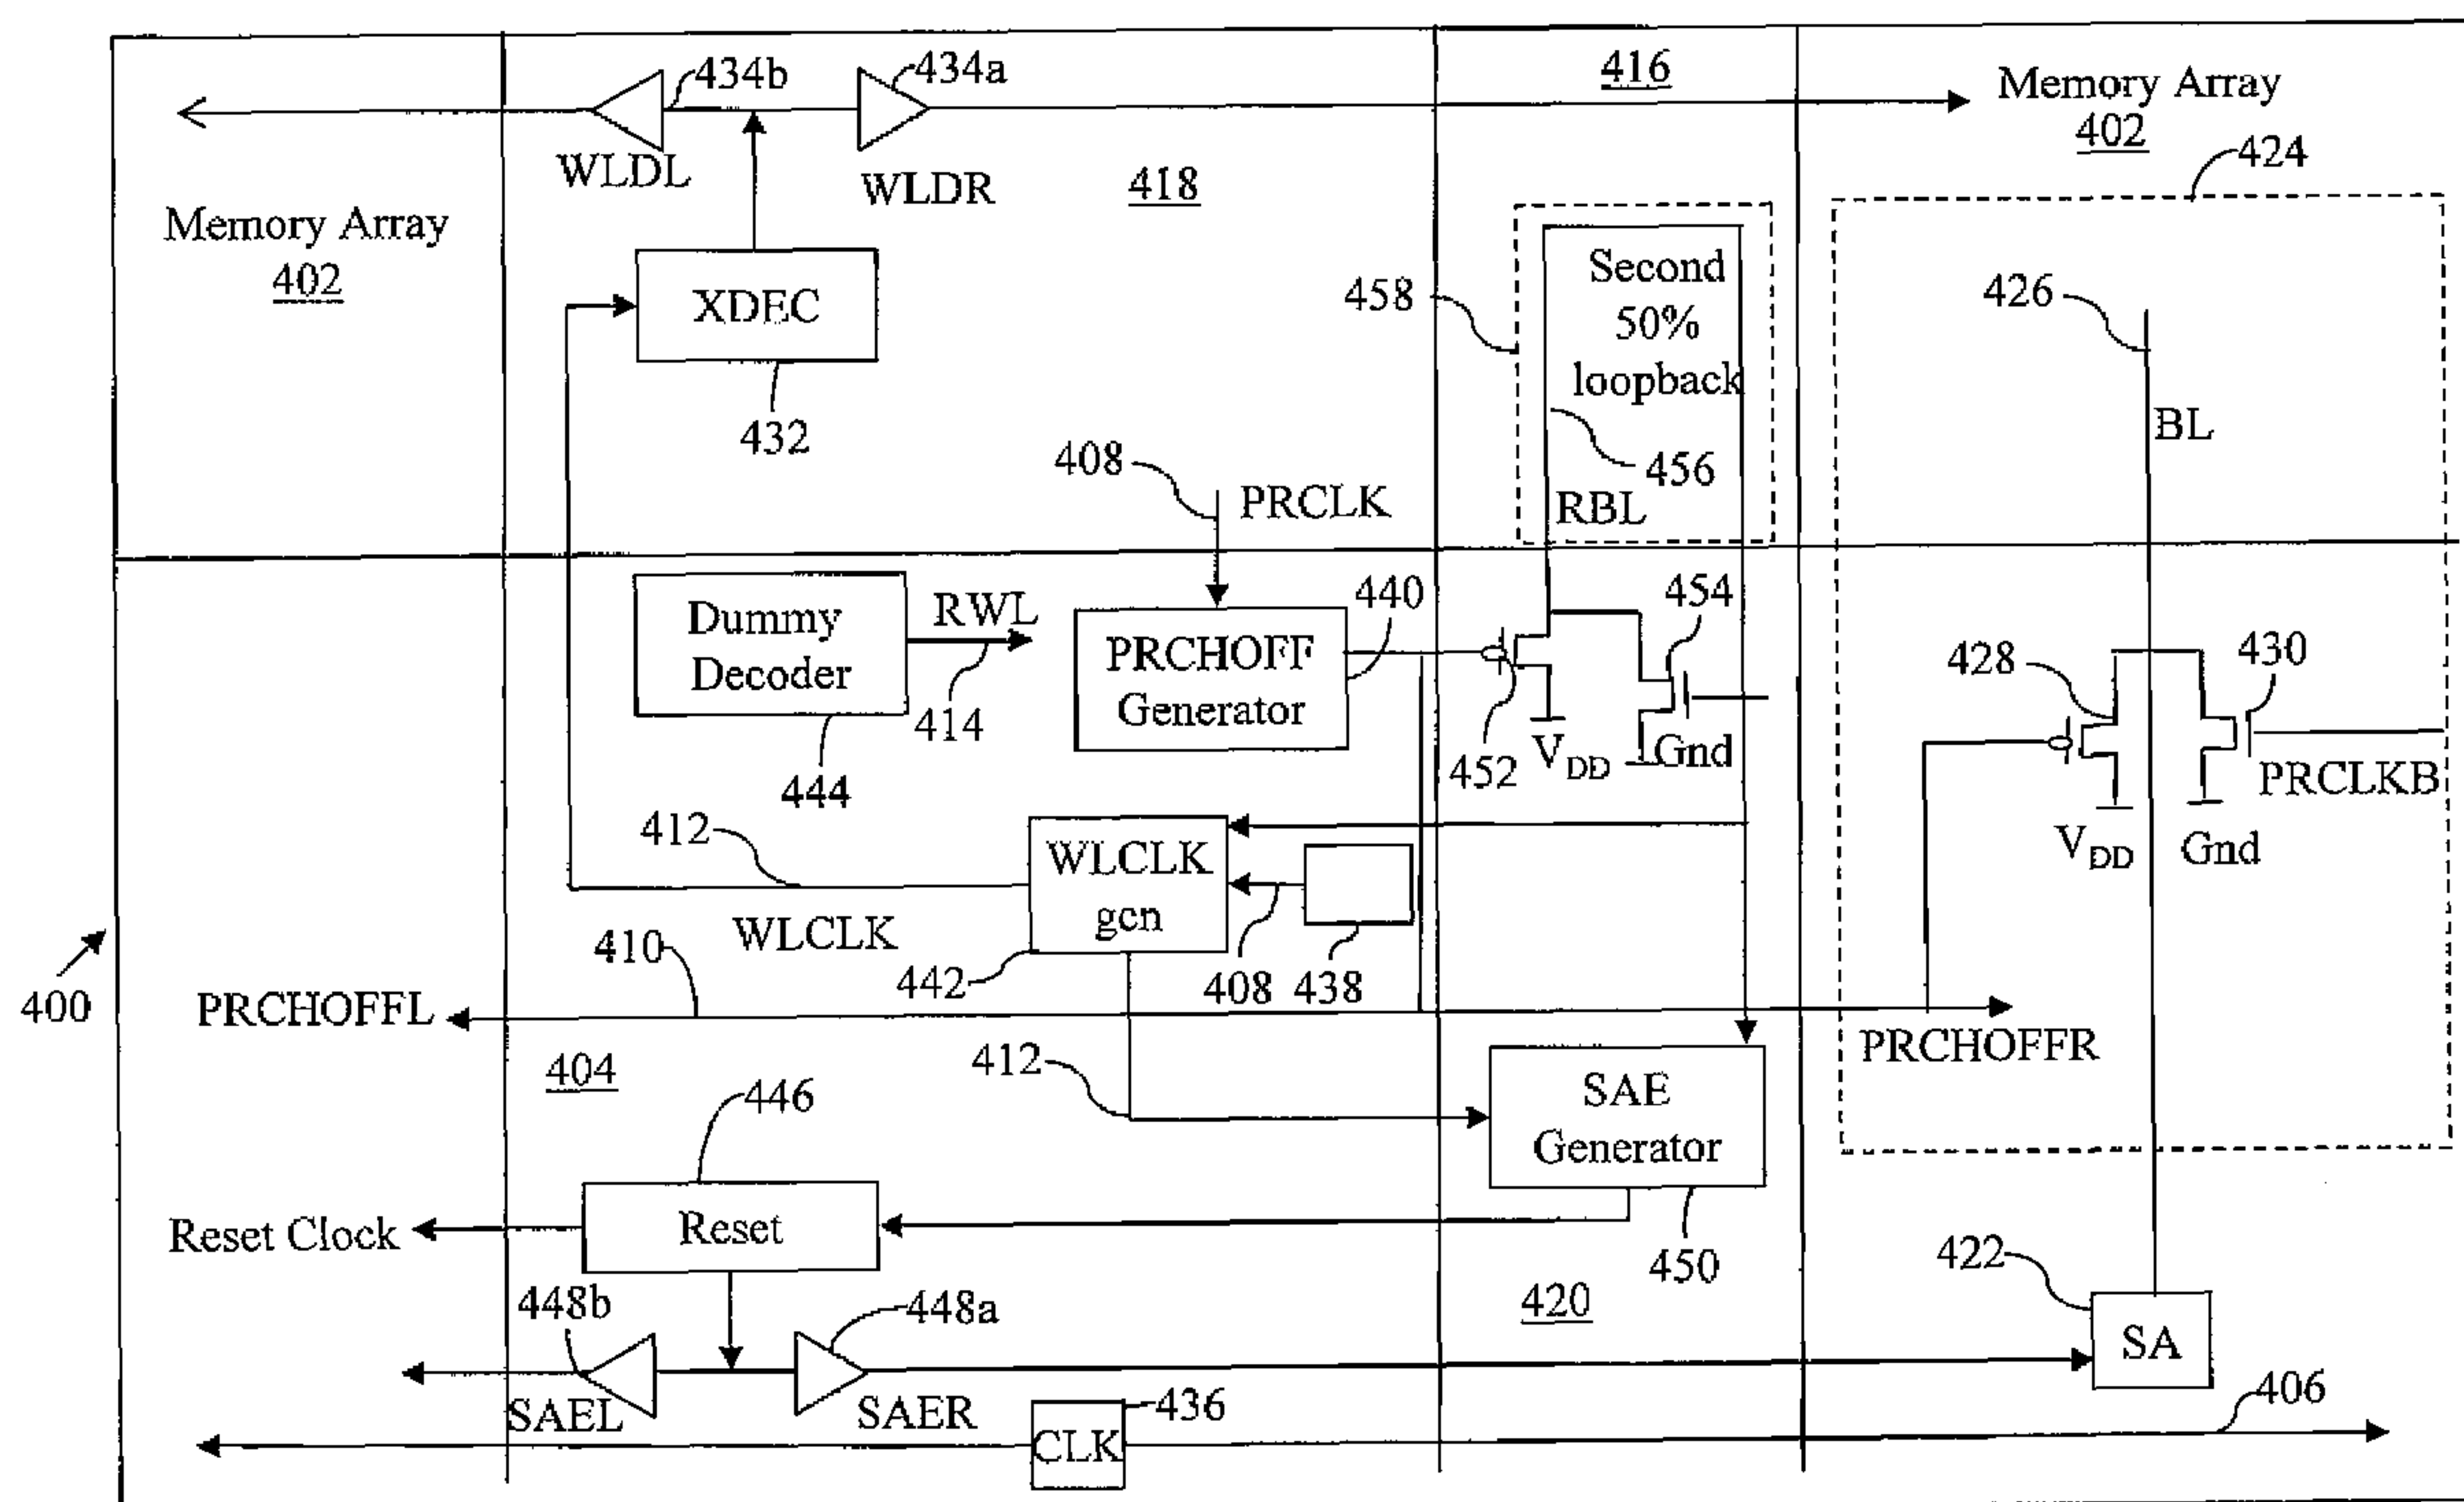 434b
434a
416
Memory Array
402
424
WLDL
WLDR
418
Memory Array
402
XDEC
432
458
Second
50%
loopback
456
RBL
426
BL
408
PRCLK
Dummy
Decoder
444
RWL
414
PRCHOFF
Generator
440
454
452
VDD
Gnd
428
430
PRCLKB
VDD
Gnd
412
WLCLK
WLCLK
gen
442
408
438
410
400
PRCHOFFL
PRCHOFFR
404
412
446
SAE
Generator
450
Reset Clock
Reset
420
422
SA
448b
448a
SAEL
SAER
436
CLK
406